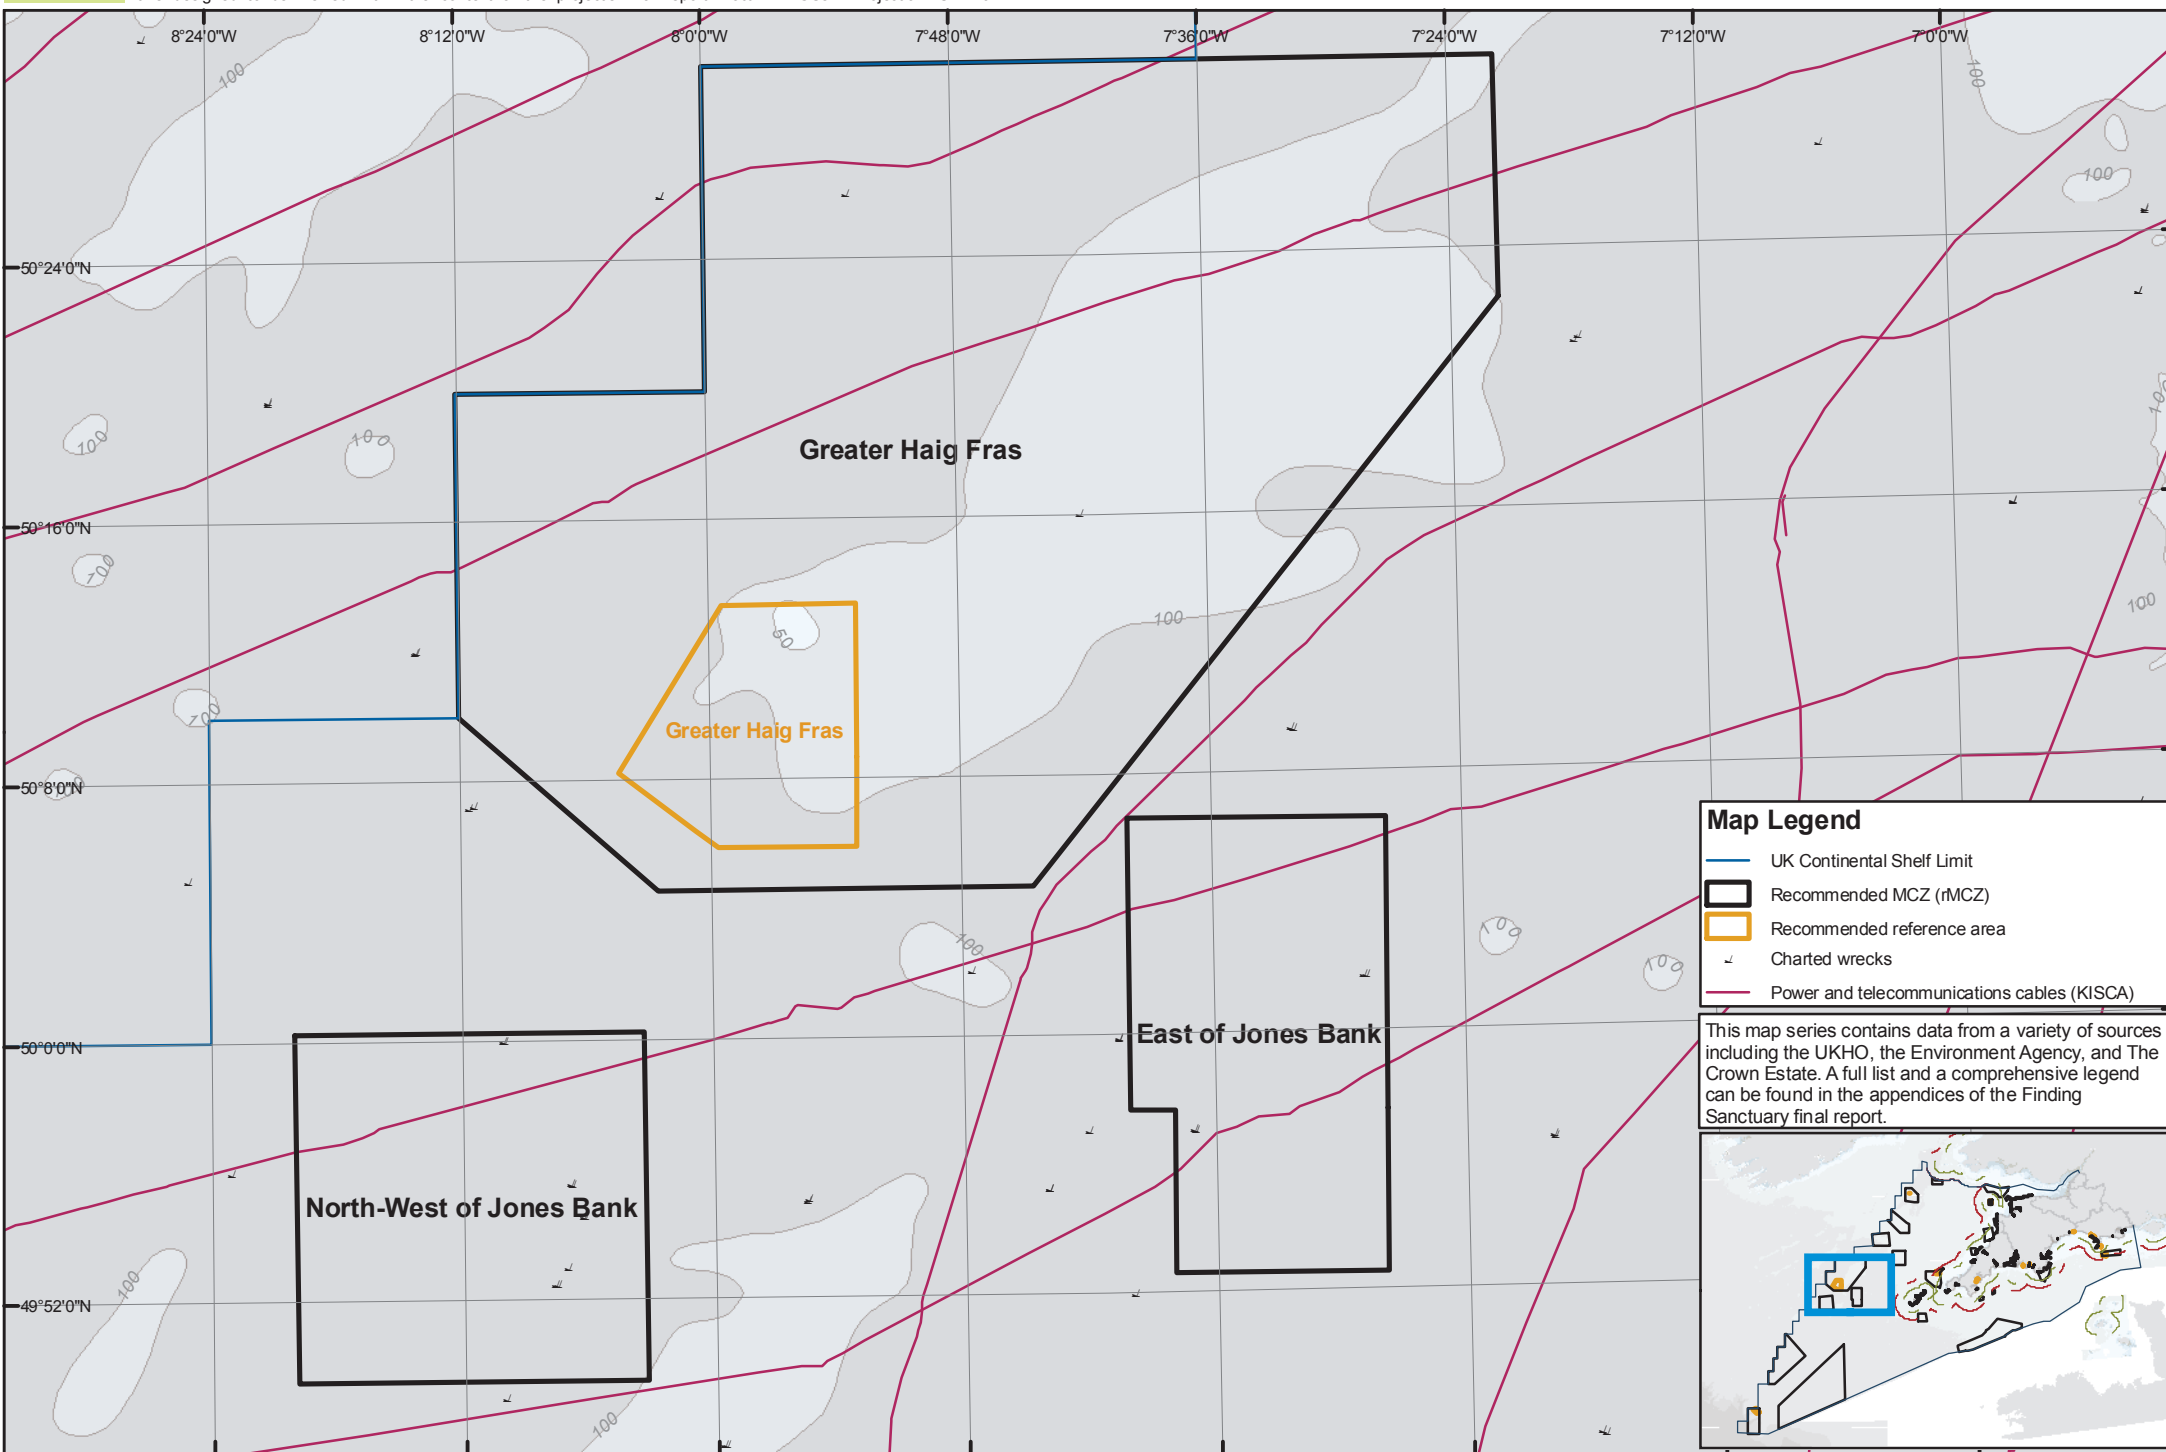 8°24'0"W
8°12'0"W
8°0'0"W
7°48'0"W
7°36'0"W
7°24'0"W
7°12'0"W
7°0'0"W
100
100
100
50°24'0"N
100
100
100
Greater Haig Fras
50°16'0"N
100
100
100
50
100
Greater Haig Fras
50°8'0"N
100
Map Legend
UK Continental Shelf Limit
Recommended MCZ (rMCZ)
Recommended reference area
Charted wrecks
Power and telecommunications cables (KISCA)
100
100
100
50°0'0"N
East of Jones Bank
This map series contains data from a variety of sources
including the UKHO, the Environment Agency, and The
Crown Estate. A full list and a comprehensive legend
can be found in the appendices of the Finding
Sanctuary final report.
North-West of Jones Bank
100
49°52'0"N
100